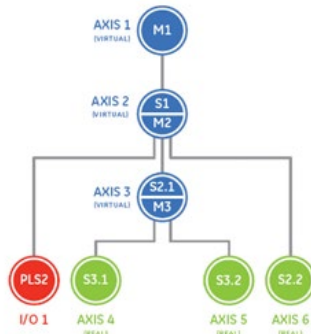 AXIS 1
(VIRTUAL)
M1
AXIS 2
(VIRTUAL)
S1
M2
AXIS 3
(VIRTUAL)
S2.1
M3
PLS2
S3.1
S3.2
S2.2
I/O 1
AXIS 4
AXIS 5
AXIS 6